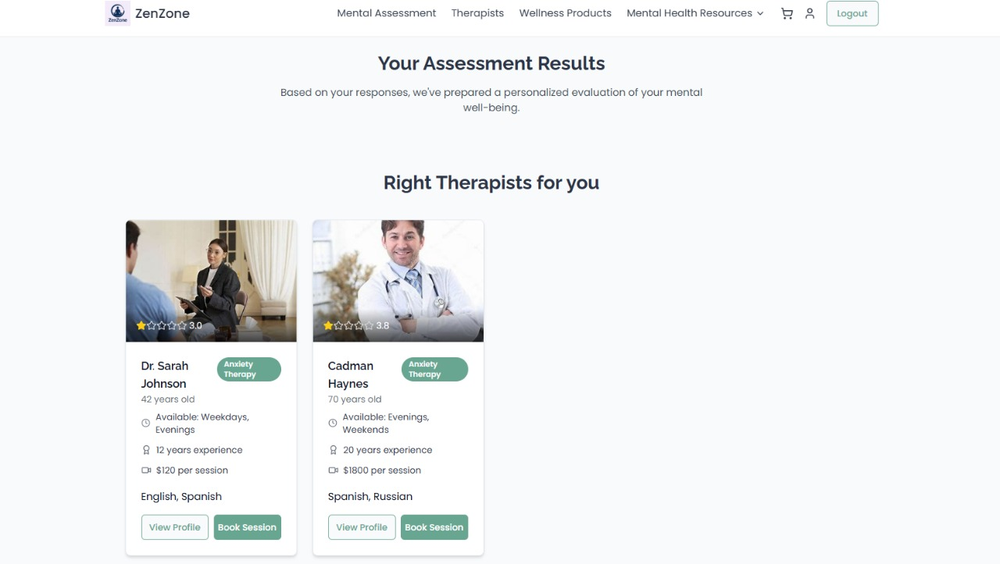 ZenZone
ZenZone
Mental Assessment
Therapists
Wellness Products
Mental Health Resources
Logout
Your Assessment Results
Based on your responses, we've prepared a personalized evaluation of your mental
well-being.
Right Therapists for you
3.0
Dr. Sarah
Johnson
Anxiety
Therapy
42 years old
Available: Weekdays,
Evenings
12 years experience
$120 per session
English, Spanish
View Profile
Book Session
3.8
Cadman
Haynes
Anxiety
Therapy
70 years old
Available: Evenings,
Weekends
20 years experience
$1800 per session
Spanish, Russian
View Profile
Book Session